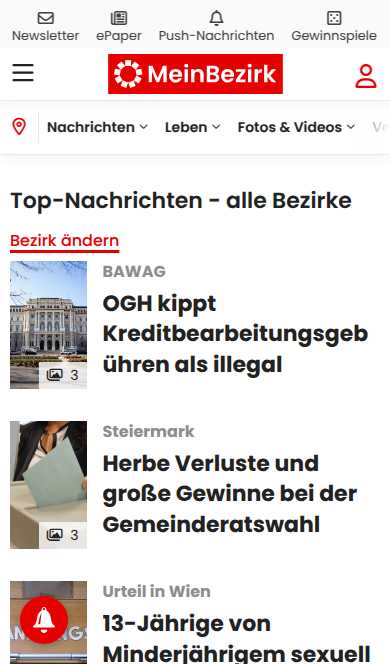 Newsletter ePaper Push-Nachrichten Gewinnspiele
MeinBezirk
Nachrichten Leben Fotos & Videos
Top-Nachrichten - alle Bezirke
Bezirk ändern
BAWAG
OGH kippt
Kreditbearbeitungsgeb
ühren als illegal
3
Steiermark
Herbe Verluste und
große Gewinne bei der
Gemeinderatswahl
3
Urteil in Wien
13-Jährige von
Minderjährigem sexuell